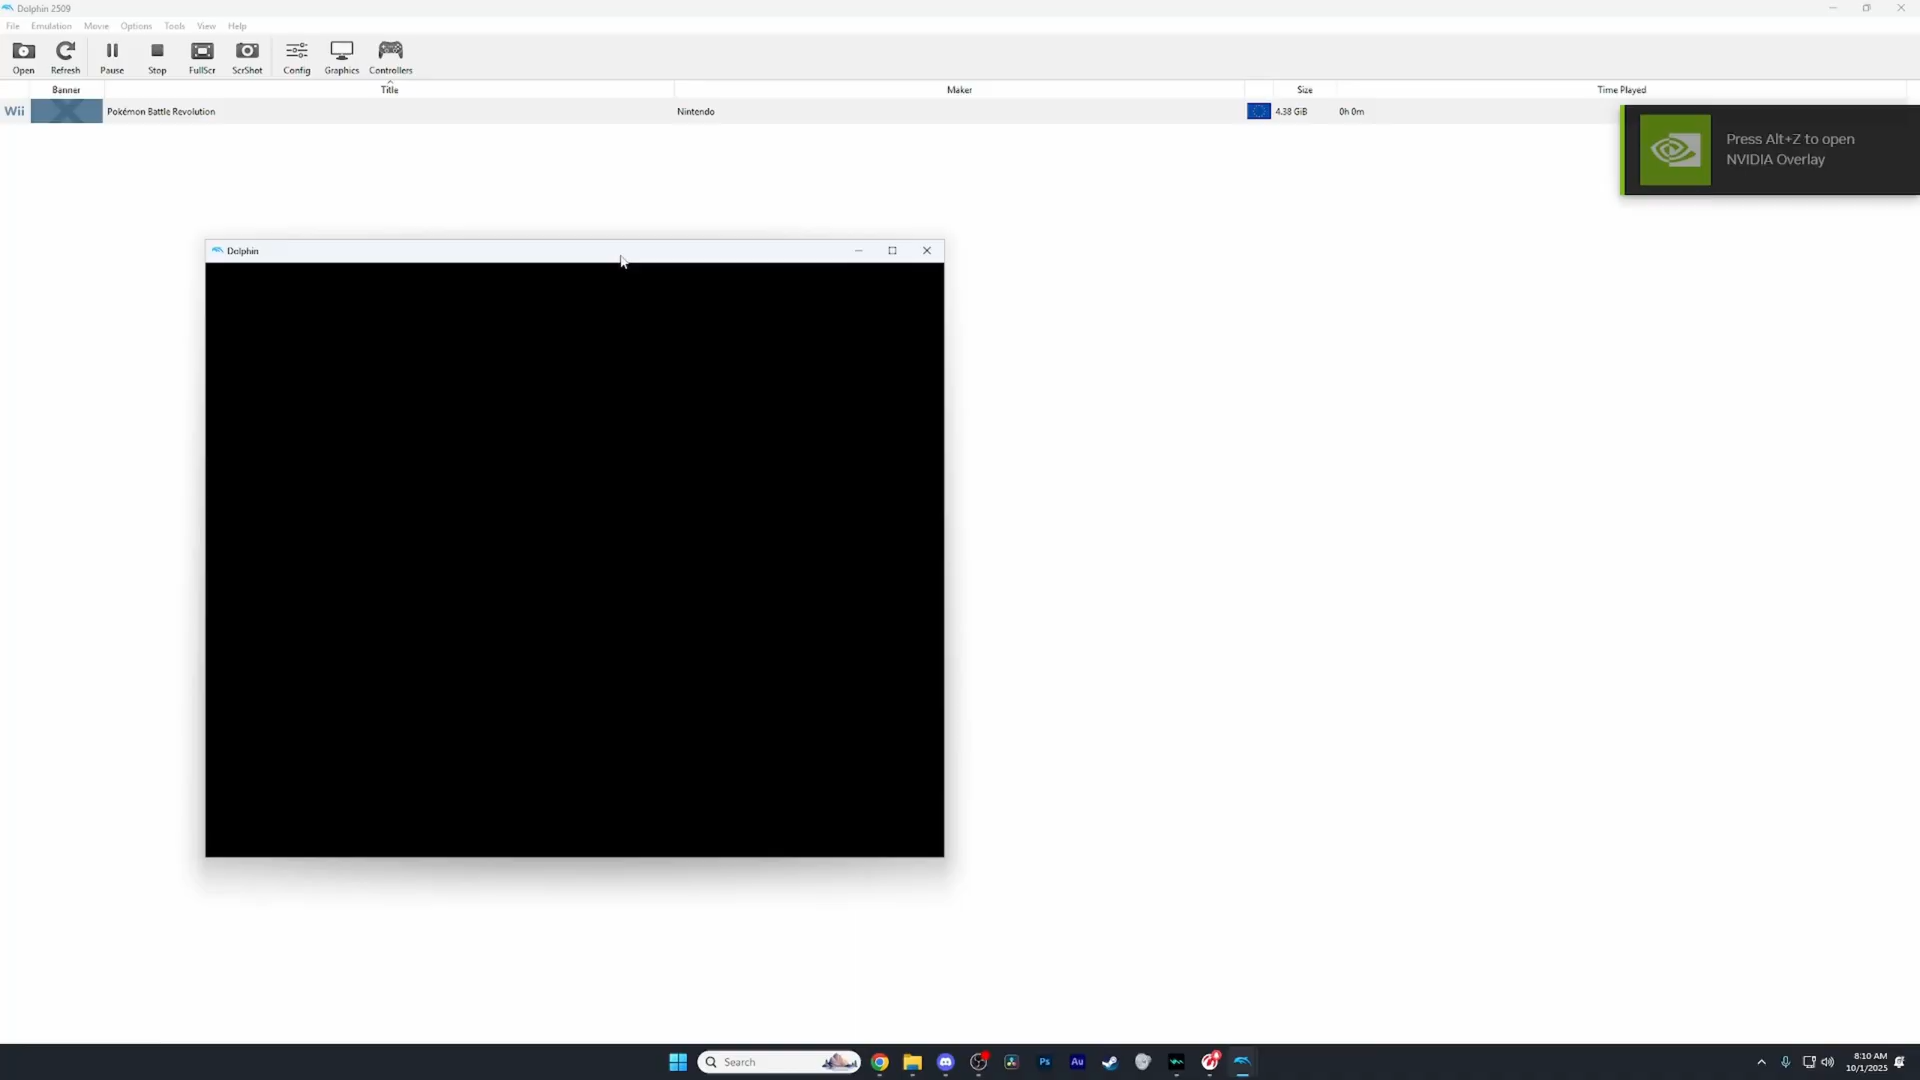 Dolphin 2509
File Emulation Movie Options Tools View Help
Open Refresh Pause Stop FullScr ScrShot Config Graphics Controllers
Banner Title Maker Size Time Played
Wii Pokémon Battle Revolution Nintendo 4.38 GiB 0h 0m
Press Alt+Z to open
NVIDIA Overlay
Dolphin
Search
Ps
Au
8:10 AM
10/1/2025